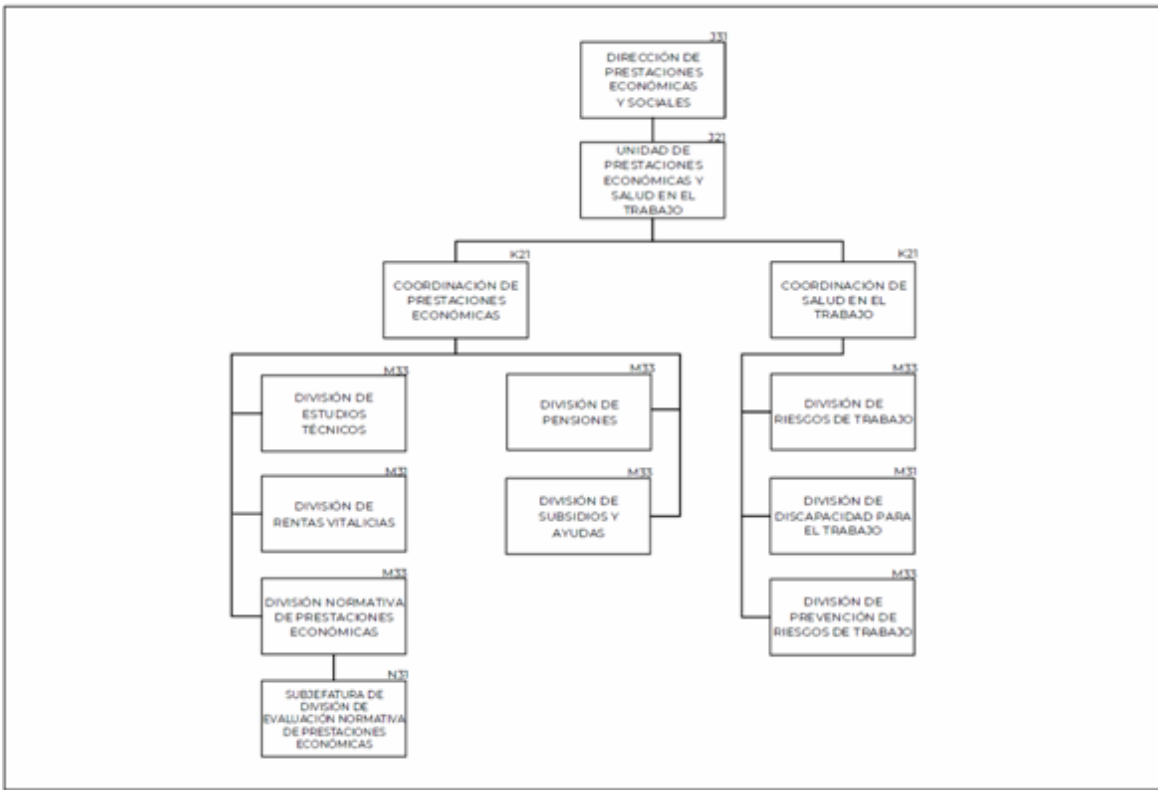 J31
DIRECCIÓN DE
PRESTACIONES
ECONÓMICAS
Y SOCIALES
J21
UNIDAD DE
PRESTACIONES
ECONÓMICAS Y
SALUD EN EL
TRABAJO
K21
COORDINACIÓN DE
PRESTACIONES
ECONÓMICAS
K21
COORDINACIÓN DE
SALUD EN EL
TRABAJO
M33
DIVISIÓN DE
ESTUDIOS
TÉCNICOS
M31
DIVISIÓN DE
RENTAS VITALICIAS
M33
DIVISIÓN NORMATIVA
DE PRESTACIONES
ECONÓMICAS
N31
SUBJEFATURA DE
DIVISIÓN DE
EVALUACIÓN NORMATIVA
DE PRESTACIONES
ECONÓMICAS
M33
DIVISIÓN DE
PENSIONES
M33
DIVISIÓN DE
SUBSIDIOS Y
AYUDAS
M33
DIVISIÓN DE
RIESGOS DE TRABAJO
M31
DIVISIÓN DE
DISCAPACIDAD PARA
EL TRABAJO
M33
DIVISIÓN DE
PREVENCIÓN DE
RIESGOS DE TRABAJO